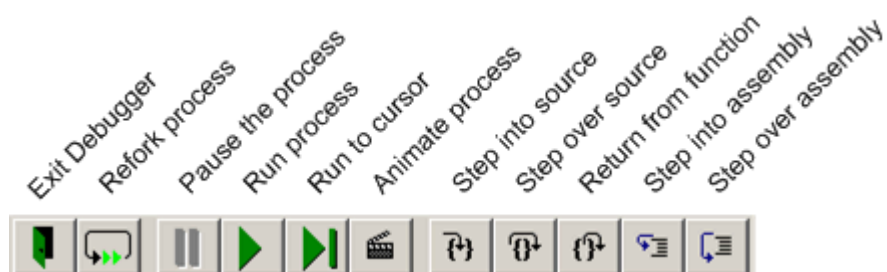 Exit Debugger
Refork process
Pause the process
Run process
Run to cursor
Animate process
Step into source
Step over source
Return from function
Step into assembly
Step over assembly